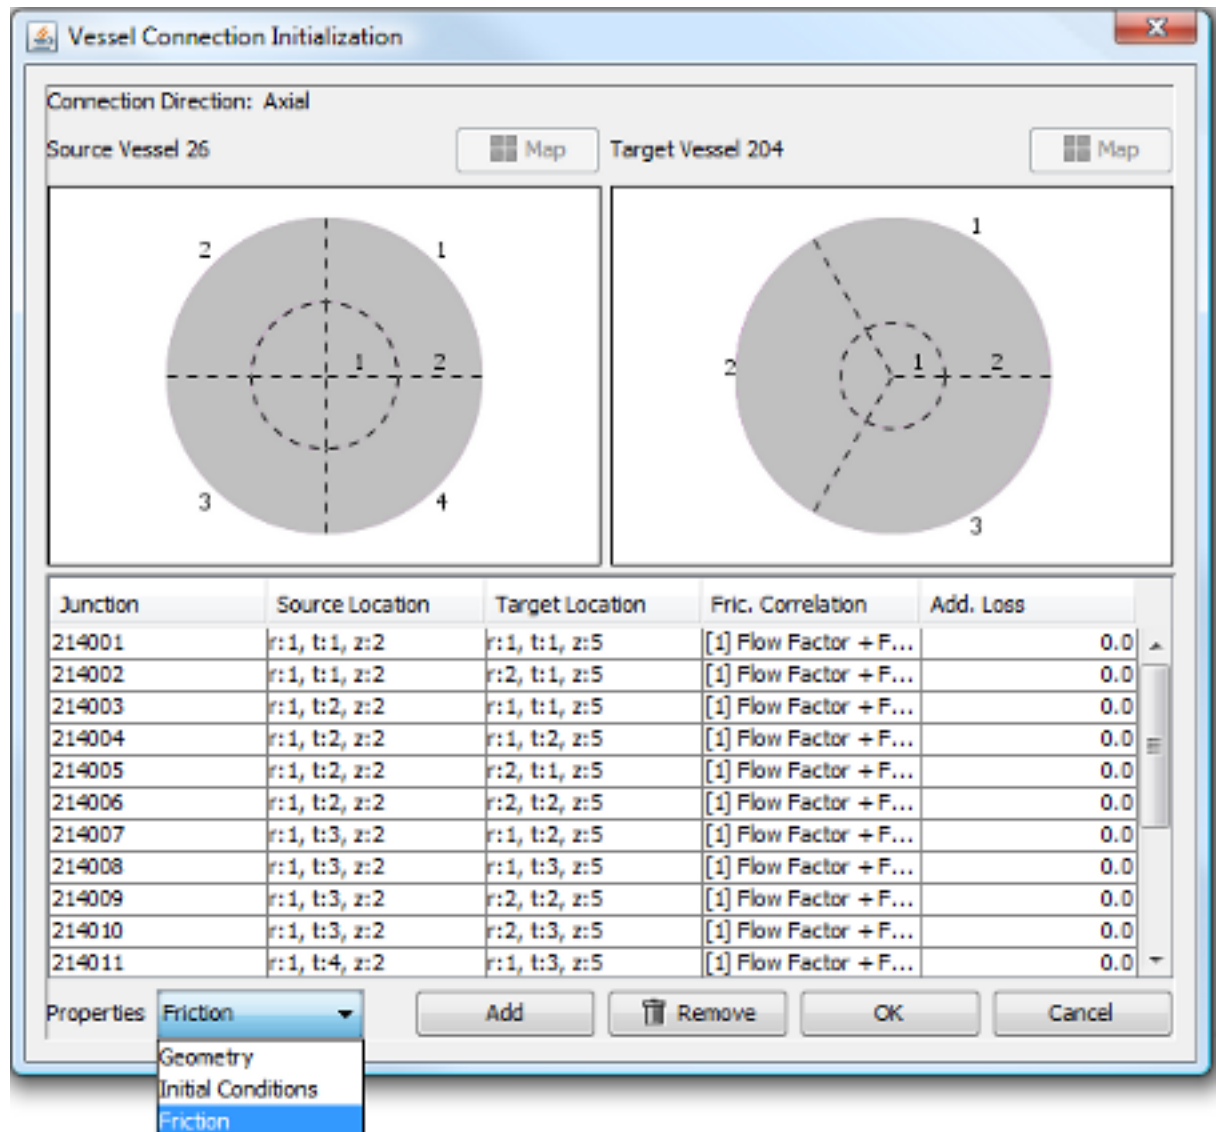 Vessel Connection Initialization
Connection Direction: Axial
Source Vessel 26 Map Target Vessel 204 Map
2 1 1
1 2 2 1 2
3 4 3
Junction Source Location Target Location Fric. Correlation Add. Loss
214001 r:1, t:1, z:2 r:1, t:1, z:5 [1] Flow Factor + F... 0.0
214002 r:1, t:1, z:2 r:2, t:1, z:5 [1] Flow Factor + F... 0.0
214003 r:1, t:2, z:2 r:1, t:1, z:5 [1] Flow Factor + F... 0.0
214004 r:1, t:2, z:2 r:1, t:2, z:5 [1] Flow Factor + F... 0.0
214005 r:1, t:2, z:2 r:2, t:1, z:5 [1] Flow Factor + F... 0.0
214006 r:1, t:2, z:2 r:2, t:2, z:5 [1] Flow Factor + F... 0.0
214007 r:1, t:3, z:2 r:1, t:2, z:5 [1] Flow Factor + F... 0.0
214008 r:1, t:3, z:2 r:1, t:3, z:5 [1] Flow Factor + F... 0.0
214009 r:1, t:3, z:2 r:2, t:2, z:5 [1] Flow Factor + F... 0.0
214010 r:1, t:3, z:2 r:2, t:3, z:5 [1] Flow Factor + F... 0.0
214011 r:1, t:4, z:2 r:1, t:3, z:5 [1] Flow Factor + F... 0.0
Properties Friction Add Remove OK Cancel
Geometry
Initial Conditions
Friction